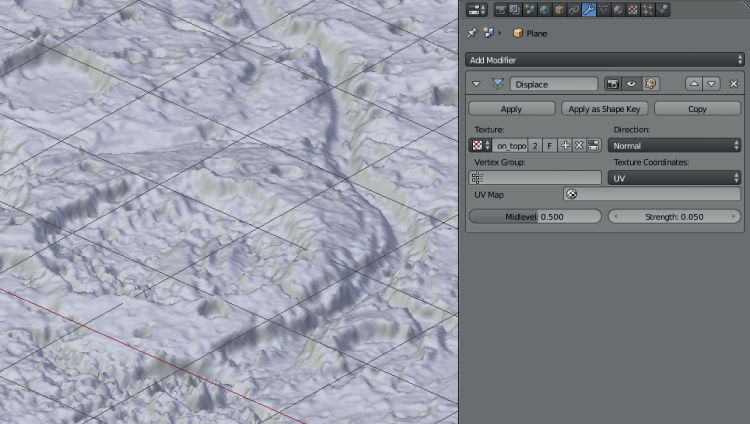 Plane
Add Modifier
Displace
Apply
Apply as Shape Key
Copy
Texture:
Direction:
on_topo
2
F
Normal
Vertex Group:
Texture Coordinates:
UV
UV Map
Midlevel: 0.500
Strength: 0.050